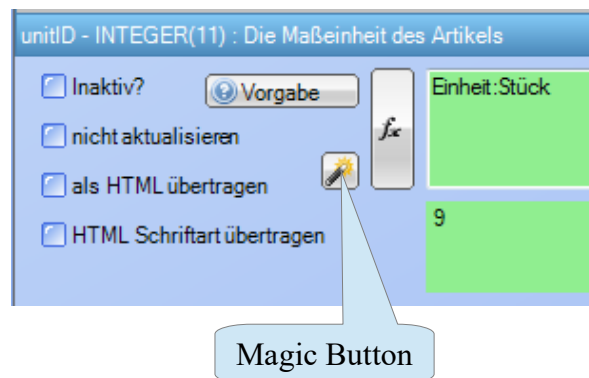 unitID - INTEGER(11) : Die Maßeinheit des Artikels
Inaktiv?
Vorgabe
nicht aktualisieren
als HTML übertragen
HTML Schriftart übertragen
fx
Einheit:Stück
9
Magic Button